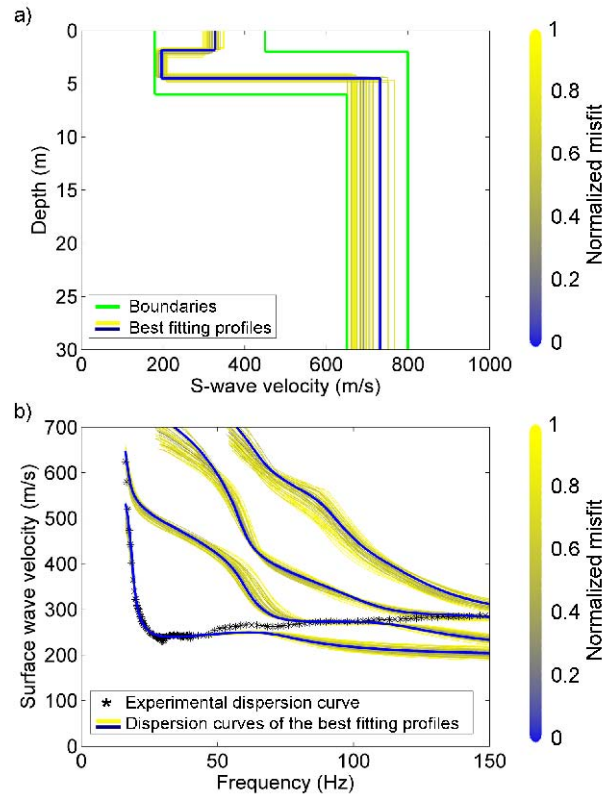 a)
0
5
10
15
20
25
30
Depth (m)
Boundaries
Best fitting profiles
0 200 400 600 800 1000
S-wave velocity (m/s)
1
0.8
0.6
0.4
0.2
0
Normalized misfit
b)
700
600
500
400
300
200
100
0
Surface wave velocity (m/s)
Experimental dispersion curve
Dispersion curves of the best fitting profiles
0 50 100 150
Frequency (Hz)
1
0.8
0.6
0.4
0.2
0
Normalized misfit